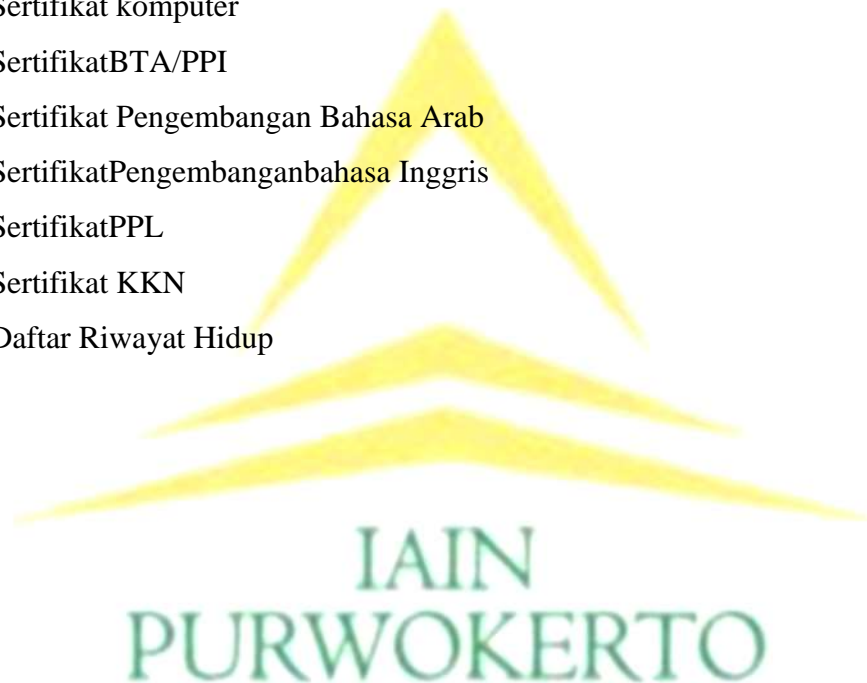 Sertifikat komputer
SertifikatBTA/PPI
Sertifikat Pengembangan Bahasa Arab
SertifikatPengembanganbahasa Inggris
SertifikatPPL
Sertifikat KKN
Daftar Riwayat Hidup
IAIN
PURWOKERTO